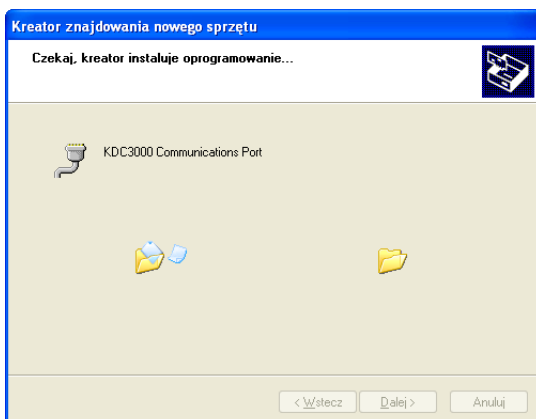 Kreator znajdowania nowego sprzętu
Czekaj, kreator instaluje oprogramowanie...
KDC3000 Communications Port
< Wstecz
Dalej >
Anuluj